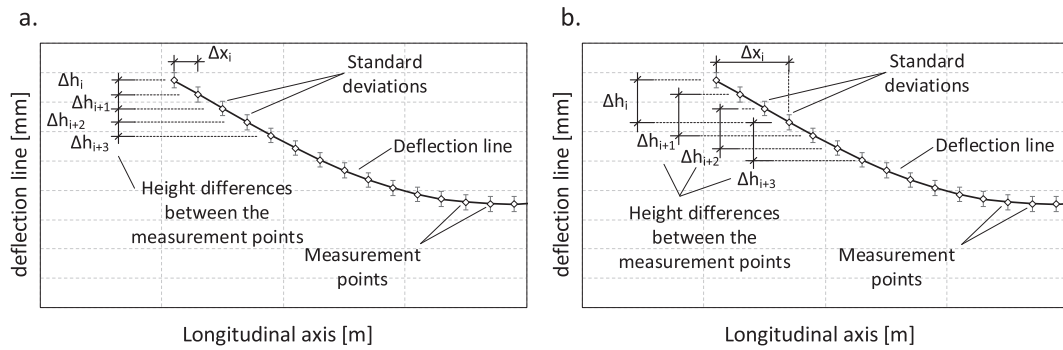 a.
Δxᵢ
Standard
deviations
Δhᵢ
Δhᵢ₊₁
Δhᵢ₊₂
Δhᵢ₊₃
Deflection line
Height differences
between the
measurement points
Measurement
points
deflection line [mm]
Longitudinal axis [m]
b.
Δxᵢ
Standard
deviations
Δhᵢ
Δhᵢ₊₁
Δhᵢ₊₂
Δhᵢ₊₃
Deflection line
Height differences
between the
measurement points
Measurement
points
deflection line [mm]
Longitudinal axis [m]